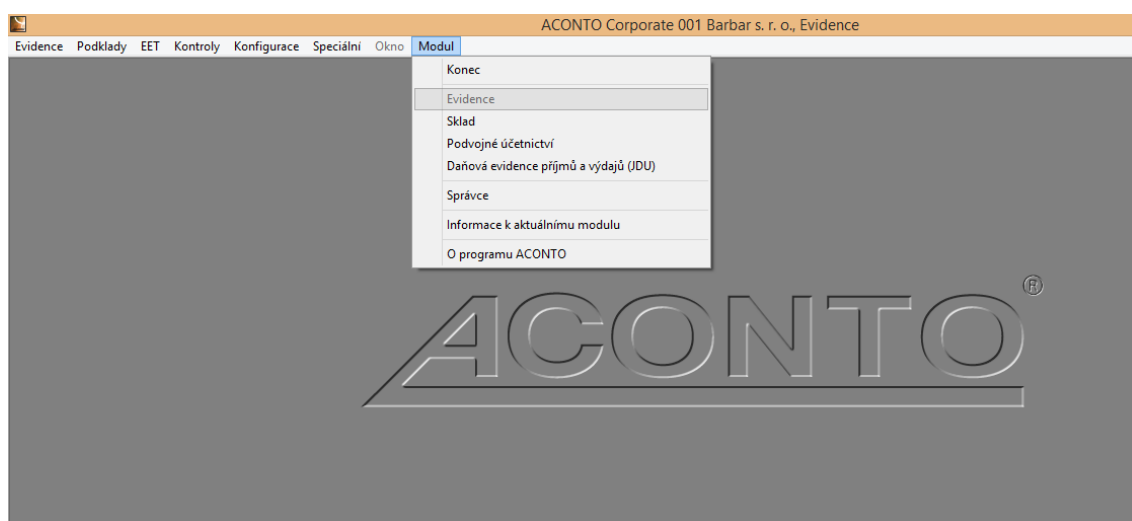 ACONTO Corporate 001 Barbar s. r. o., Evidence
Evidence Podklady EET Kontroly Konfigurace Speciální Okno Modul
Konec
Evidence
Sklad
Podvojné účetnictví
Daňová evidence příjmů a výdajů (JDU)
Správce
Informace k aktuálnímu modulu
O programu ACONTO
ACONTO®